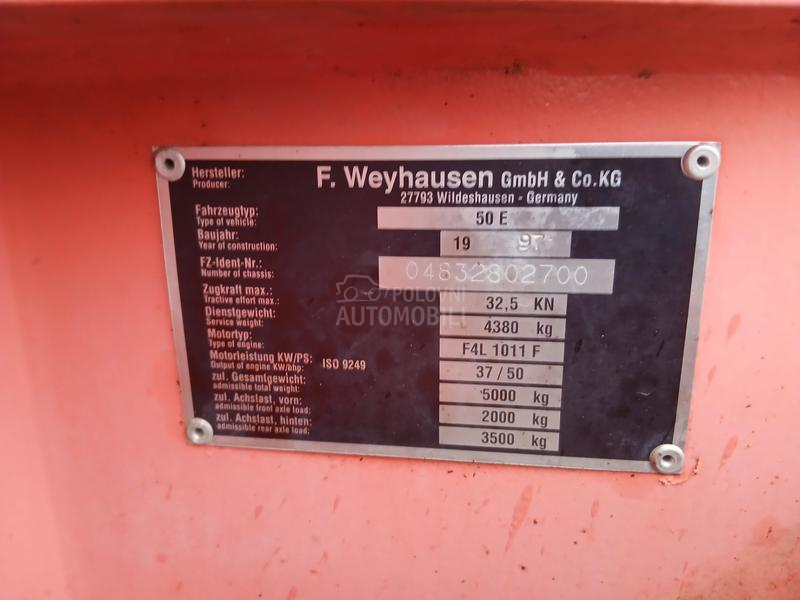 Hersteller:
Producer:
F. Weyhausen GmbH & Co.KG
27793 Wildeshausen - Germany
Fahrzeugtyp:
Type of vehicle:
50 E
Baujahr:
Year of construction:
19 97
FZ-Ident-Nr.:
Number of chassis:
04832802700
Zugkraft max.:
Tractive effort max.:
32,5 KN
Dienstgewicht:
Service weight:
4380 kg
Motortyp:
Type of engine:
F4L 1011 F
Motorleistung KW/PS:
Output of engine KW/bhp:
ISO 9249
37 / 50
zul. Gesamtgewicht:
admissible total weight:
5000 kg
zul. Achslast, vorn:
admissible front axle load:
2000 kg
zul. Achslast, hinten:
admissible rear axle load:
3500 kg
POLOVNI
AUTOMOBILI